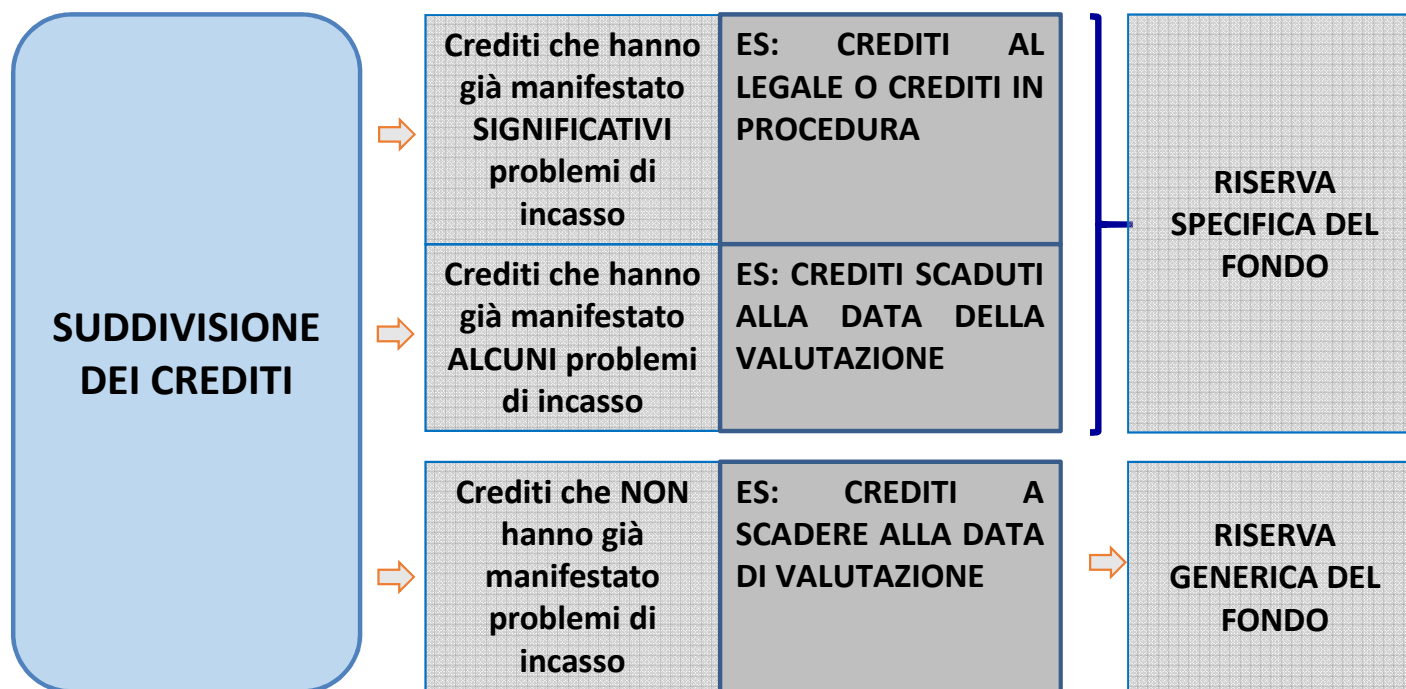 SUDDIVISIONE
DEI CREDITI
Crediti che hanno
già manifestato
SIGNIFICATIVI
problemi di
incasso
ES: CREDITI AL
LEGALE O CREDITI IN
PROCEDURA
Crediti che hanno
già manifestato
ALCUNI problemi
di incasso
ES: CREDITI SCADUTI
ALLA DATA DELLA
VALUTAZIONE
RISERVA
SPECIFICA DEL
FONDO
Crediti che NON
hanno già
manifestato
problemi di
incasso
ES: CREDITI A
SCADERE ALLA DATA
DI VALUTAZIONE
RISERVA
GENERICA DEL
FONDO